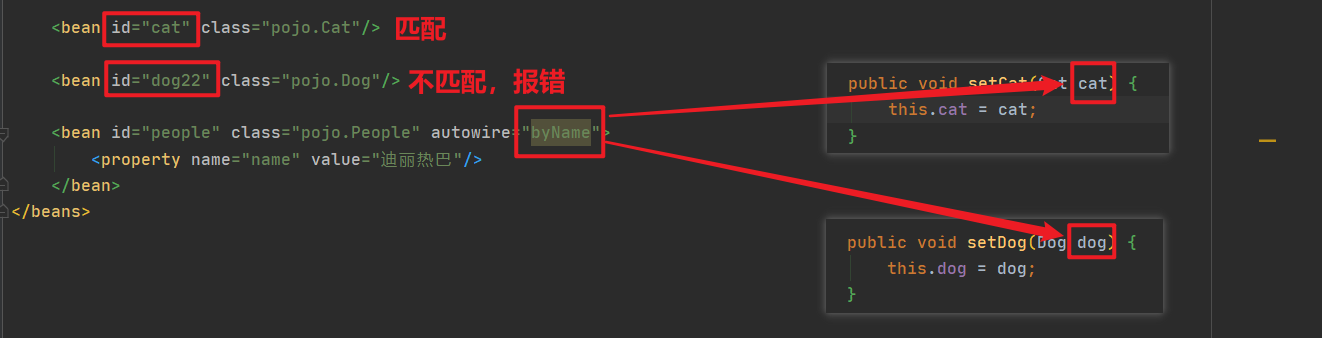 <bean id="cat" class="pojo.Cat"/> 匹配
<bean id="dog22" class="pojo.Dog"/> 不匹配，报错
<bean id="people" class="pojo.People" autowire="byName">
<property name="name" value="迪丽热巴"/>
</bean>
</beans>
public void setCat(Cat cat) {
this.cat = cat;
}
public void setDog(Dog dog) {
this.dog = dog;
}